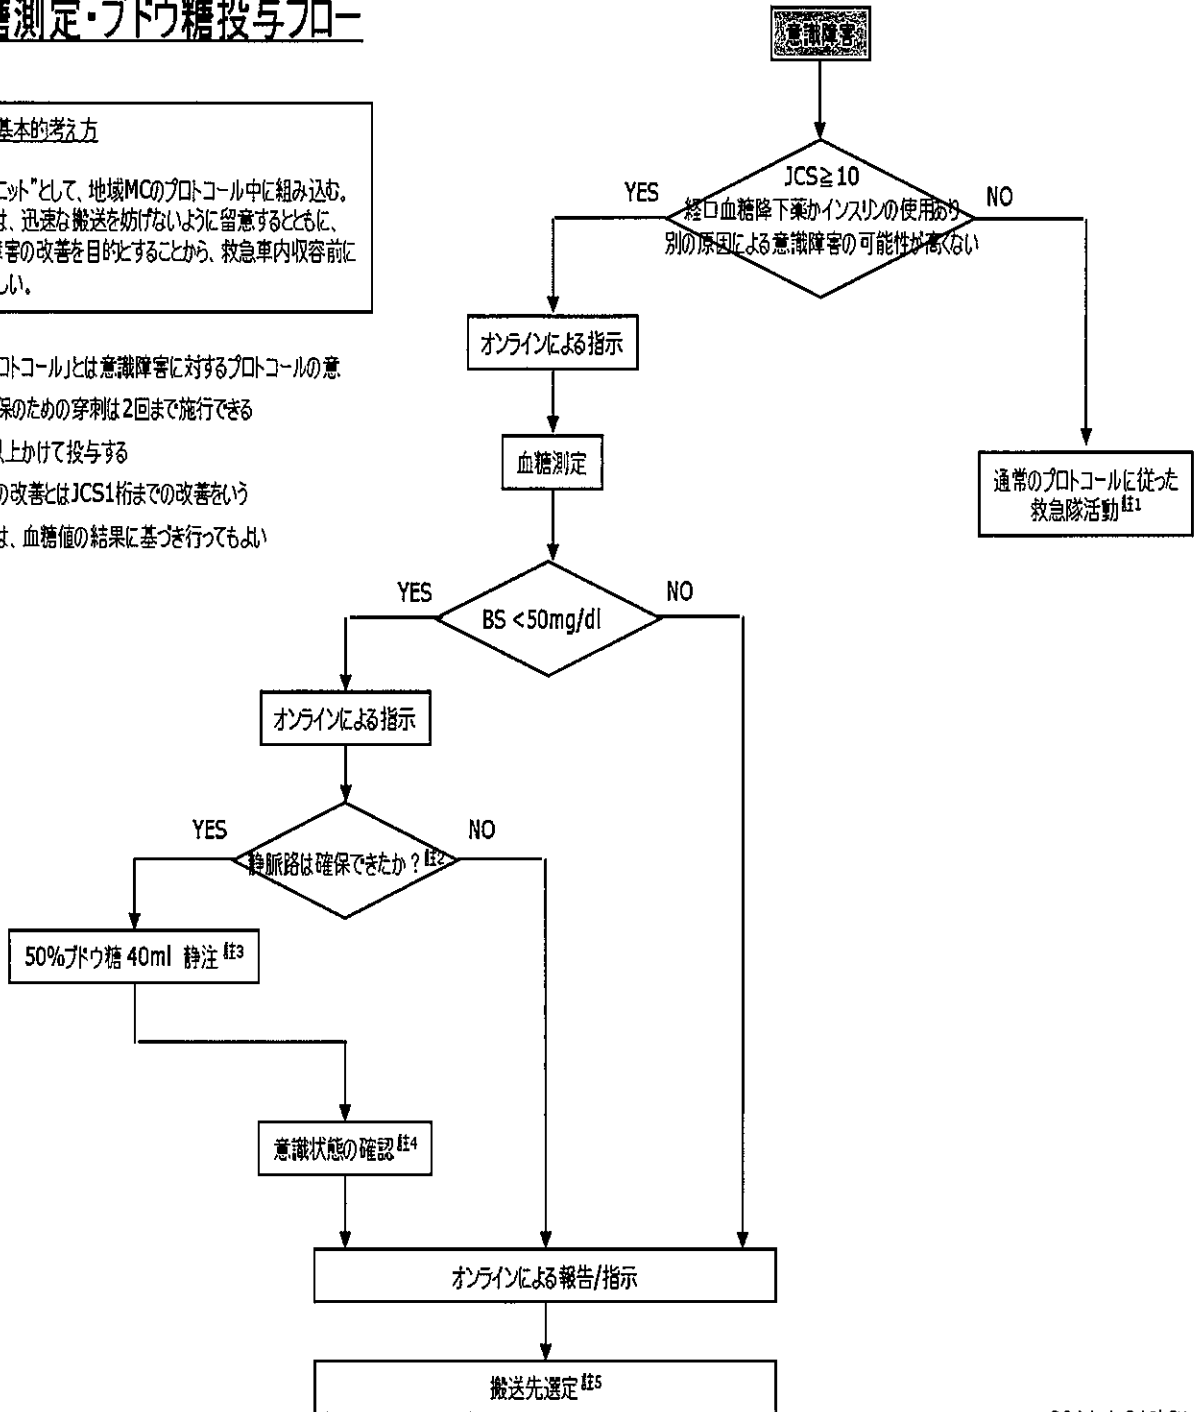 糖測定・ブドウ糖投与フロー
意識障害
基本的考え方
ニット”として、地域MCのプロトコール中に組み込む。
は、迅速な搬送を妨げないように留意するともに、
障害の改善を目的とすることから、救急車内収容前に
しい。
JCS≧10
経口血糖降下薬かインスリンの使用あり
別の原因による意識障害の可能性が高くない
YES
NO
オンラインによる指示
ロトコール」とは意識障害に対するプロトコールの意
保のための穿刺は2回まで施行できる
以上かけて投与する
の改善とはJCS1桁までの改善をいう
は、血糖値の結果に基づき行ってもよい
血糖測定
通常のプロトコールに従った
救急隊活動註1
YES
NO
BS <50mg/dl
オンラインによる指示
YES
NO
静脈路は確保できたか?註2
50%ブドウ糖 40ml 静注註3
意識状態の確認註4
オンラインによる報告/指示
搬送先選定註5